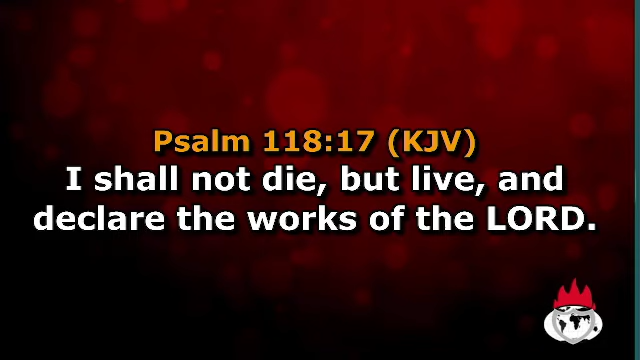 Psalm 118:17 (KJV)
I shall not die, but live, and
declare the works of the LORD.